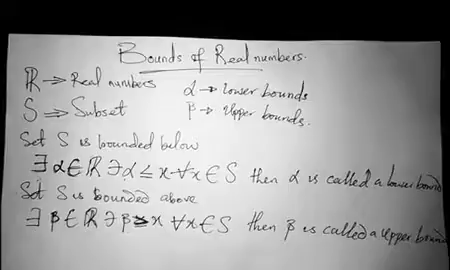 Bounds of Real numbers.
ℝ → Real numbers α → Lower bounds
S ⇒ Subset β → Upper bounds.
Set S is bounded below
∃ α ∈ ℝ ∋ α ≤ x ∀ x ∈ S then α is called a lower bound
Set S is bounded above
∃ β ∈ ℝ ∋ β ≥ x ∀ x ∈ S then β is called a Upper bound